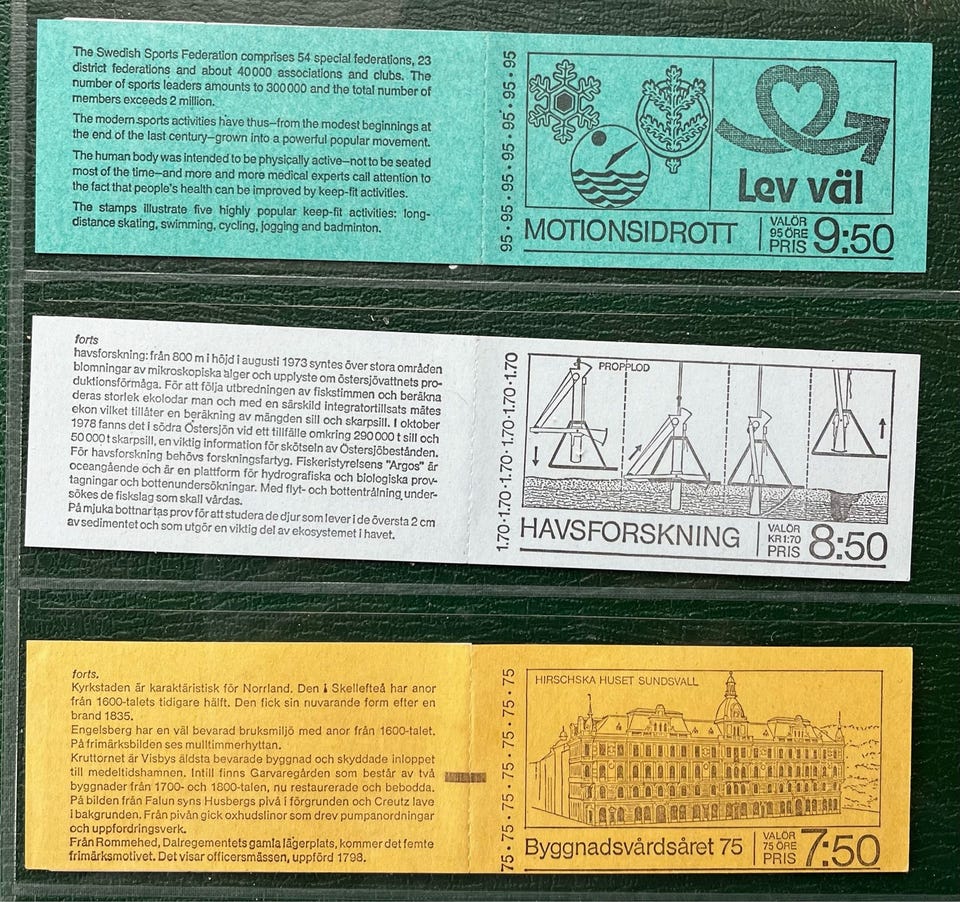 The Swedish Sports Federation comprises 54 special federations, 23
district federations and about 40000 associations and clubs. The
number of sports leaders amounts to 300000 and the total number of
members exceeds 2 million.
The modern sports activities have thus—from the modest beginnings at
the end of the last century—grown into a powerful popular movement.
The human body was intended to be physically active—not to be seated
most of the time—and more and more medical experts call attention to
the fact that people's health can be improved by keep-fit activities.
The stamps illustrate five highly popular keep-fit activities: long-
distance skating, swimming, cycling, jogging and badminton.
95 • 95 • 95 • 95 • 95 • 95 • 95
Lev väl
MOTIONSIDROTT
VALÖR
95 ÖRE
PRIS 9:50
forts
havsforskning: från 800 m i höjd i augusti 1973 syntes över stora områden
blomningar av mikroskopiska alger och upplyste om östersjövattnets pro-
duktionsförmåga. För att följa utbredningen av fiskstimmen och beräkna
deras storlek ekolodar man och med en särskild integratortillsats mätes
ekon vilket tillåter en beräkning av mängden sill och skarpsill. I oktober
1978 fanns det i södra Östersjön vid ett tillfälle omkring 290000 t sill och
50000 t skarpsill, en viktig information för skötseln av Östersjöbestånden.
För havsforskning behövs forskningsfartyg. Fiskeristyrelsens "Argos" är
oceangående och är en plattform för hydrografiska och biologiska prov-
tagningar och bottenundersökningar. Med flyt- och bottentrålning under-
sökes de fiskslag som skall vårdas.
På mjuka bottnar tas prov för att studera de djur som lever i de översta 2 cm
av sedimentet och som utgör en viktig del av ekosystemet i havet.
1.70 • 1.70 • 1.70 • 1.70 • 1.70 • 1.70
PROPPLOD
HAVSFORSKNING
VALÖR
KR 1:70
PRIS 8:50
forts.
Kyrkstaden är karaktäristisk för Norrland. Den i Skellefteå har anor
från 1600-talets tidigare hälft. Den fick sin nuvarande form efter en
brand 1835.
Engelsberg har en väl bevarad bruksmiljö med anor från 1600-talet.
På frimärksbilden ses mulltimmerhyttan.
Kruttornet är Visbys äldsta bevarade byggnad och skyddade inloppet
till medeltidshamnen. Intill finns Garvaregården som består av två
byggnader från 1700- och 1800-talen, nu restaurerade och bebodda.
På bilden från Falun syns Husbergs pivå i förgrunden och Creutz lave
i bakgrunden. Från pivån gick oxhudslinor som drev pumpanordningar
och uppfordringsverk.
Från Rommehed, Dalregementets gamla lägerplats, kommer det femte
frimärksmotivet. Det visar officersmässen, uppförd 1798.
75 • 75 • 75 • 75 • 75 • 75 • 75
HIRSCHSKA HUSET SUNDSVALL
Byggnadsvårdsåret 75
VALÖR
75 ÖRE
PRIS 7:50